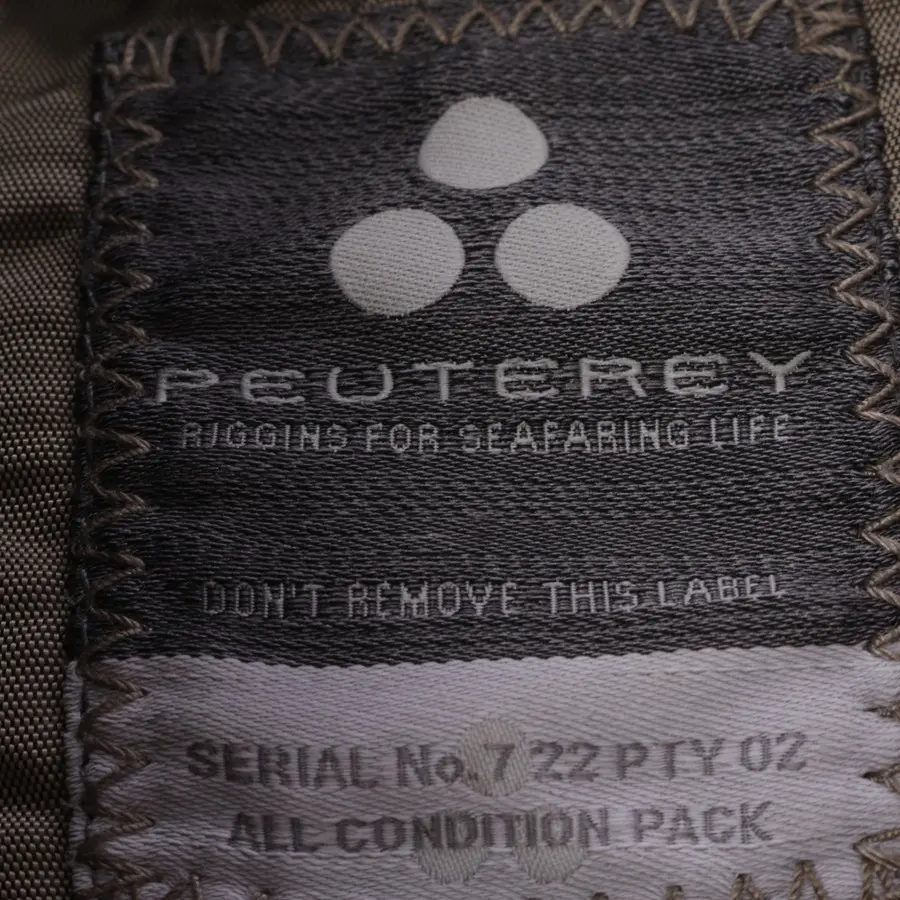 PEUTEREY
RIGGINS FOR SEAFARING LIFE
DON'T REMOVE THIS LABEL
SERIAL No.7 22 PTY 02
ALL CONDITION PACK